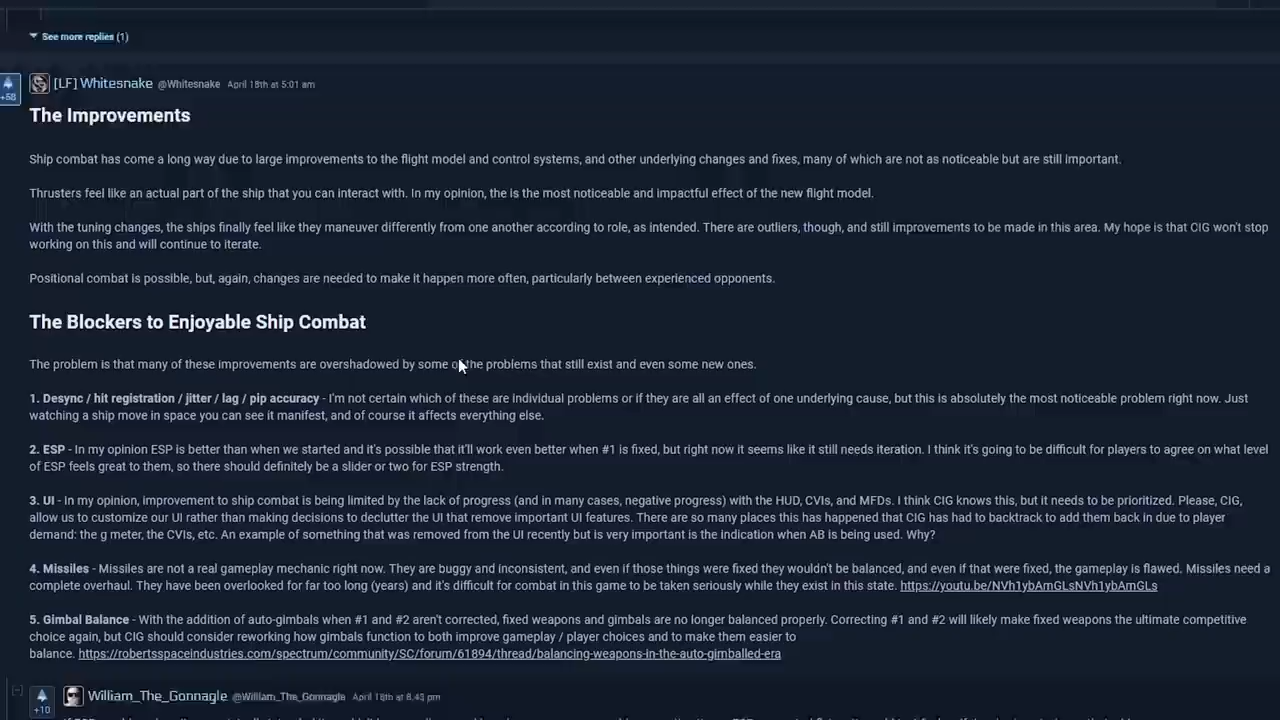 See more replies (1)
[LF] Whitesnake @Whitesnake April 18th at 5:01 am
+58
The Improvements
Ship combat has come a long way due to large improvements to the flight model and control systems, and other underlying changes and fixes, many of which are not as noticeable but are still important.
Thrusters feel like an actual part of the ship that you can interact with. In my opinion, the is the most noticeable and impactful effect of the new flight model.
With the tuning changes, the ships finally feel like they maneuver differently from one another according to role, as intended. There are outliers, though, and still improvements to be made in this area. My hope is that CIG won't stop
working on this and will continue to iterate.
Positional combat is possible, but, again, changes are needed to make it happen more often, particularly between experienced opponents.
The Blockers to Enjoyable Ship Combat
The problem is that many of these improvements are overshadowed by some of the problems that still exist and even some new ones.
1. Desync / hit registration / jitter / lag / pip accuracy - I'm not certain which of these are individual problems or if they are all an effect of one underlying cause, but this is absolutely the most noticeable problem right now. Just
watching a ship move in space you can see it manifest, and of course it affects everything else.
2. ESP - In my opinion ESP is better than when we started and it's possible that it'll work even better when #1 is fixed, but right now it seems like it still needs iteration. I think it's going to be difficult for players to agree on what level
of ESP feels great to them, so there should definitely be a slider or two for ESP strength.
3. UI - In my opinion, improvement to ship combat is being limited by the lack of progress (and in many cases, negative progress) with the HUD, CVIs, and MFDs. I think CIG knows this, but it needs to be prioritized. Please, CIG,
allow us to customize our UI rather than making decisions to declutter the UI that remove important UI features. There are so many places this has happened that CIG has had to backtrack to add them back in due to player
demand: the g meter, the CVIs, etc. An example of something that was removed from the UI recently but is very important is the indication when AB is being used. Why?
4. Missiles - Missiles are not a real gameplay mechanic right now. They are buggy and inconsistent, and even if those things were fixed they wouldn't be balanced, and even if that were fixed, the gameplay is flawed. Missiles need a
complete overhaul. They have been overlooked for far too long (years) and it's difficult for combat in this game to be taken seriously while they exist in this state. https://youtu.be/NVh1ybAmGLsNVh1ybAmGLs
5. Gimbal Balance - With the addition of auto-gimbals when #1 and #2 aren't corrected, fixed weapons and gimbals are no longer balanced properly. Correcting #1 and #2 will likely make fixed weapons the ultimate competitive
choice again, but CIG should consider reworking how gimbals function to both improve gameplay / player choices and to make them easier to
balance. https://robertsspaceindustries.com/spectrum/community/SC/forum/61894/thread/balancing-weapons-in-the-auto-gimballed-era
William_The_Gonnagle @William_The_Gonnagle April 18th at 8:43 pm
+10